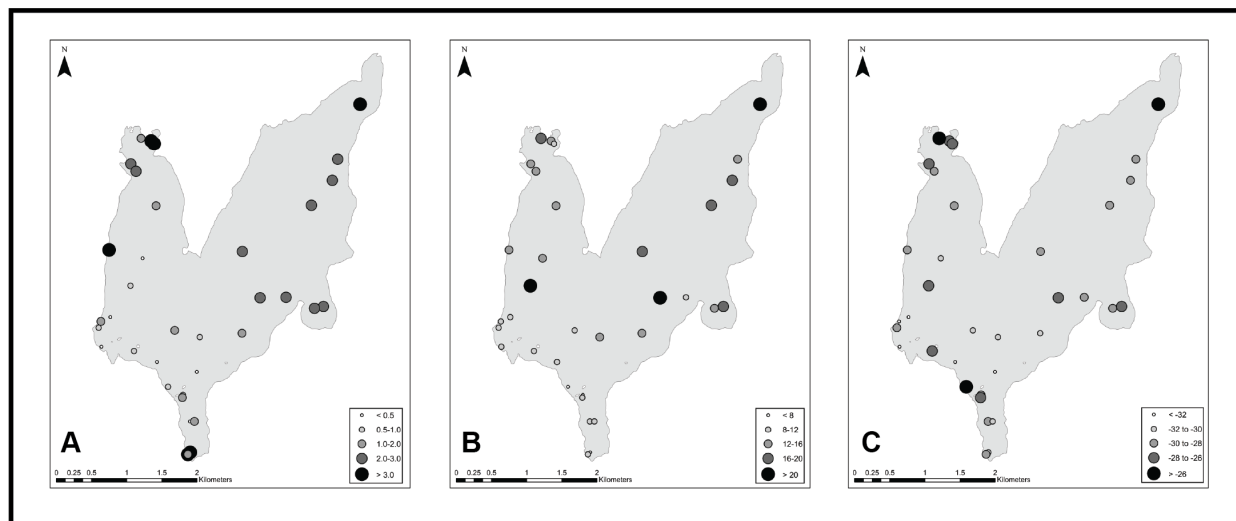 N
A
< 0.5
0.5-1.0
1.0-2.0
2.0-3.0
> 3.0
0 0.25 0.5 1 1.5 2
Kilometers
N
B
< 8
8-12
12-16
16-20
> 20
0 0.25 0.5 1 1.5 2
Kilometers
N
C
< -32
-32 to -30
-30 to -28
-28 to -26
> -26
0 0.25 0.5 1 1.5 2
Kilometers